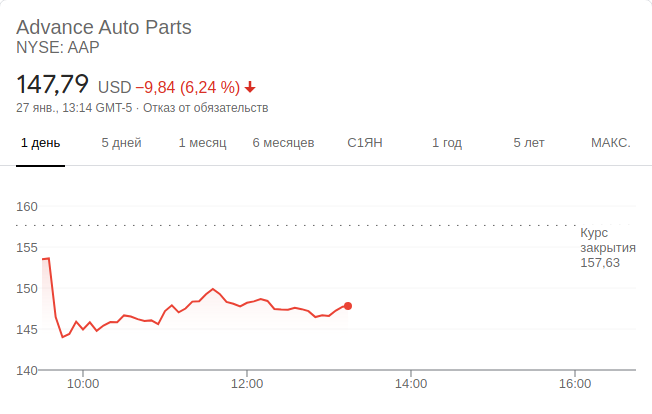 Advance Auto Parts
NYSE: AAP
147,79 USD −9,84 (6,24 %)
27 янв., 13:14 GMT-5 · Отказ от обязательств
1 день 5 дней 1 месяц 6 месяцев С1ЯН 1 год 5 лет МАКС.
160
Курс
закрытия
157,63
155
150
145
140
10:00 12:00 14:00 16:00